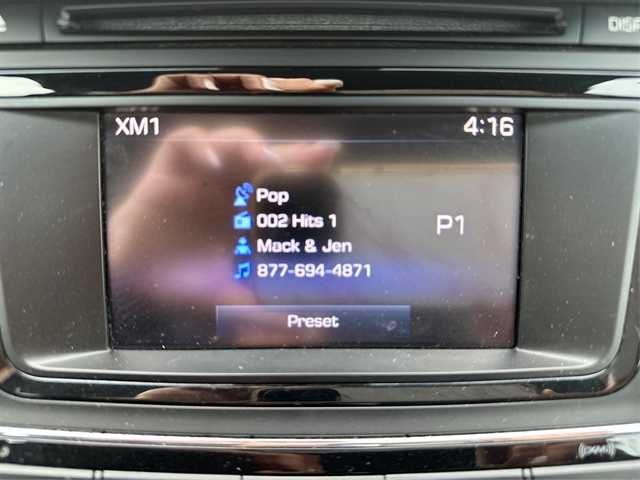 XM1 4:16
Pop
002 Hits 1
P1
Mack & Jen
877-694-4871
Preset